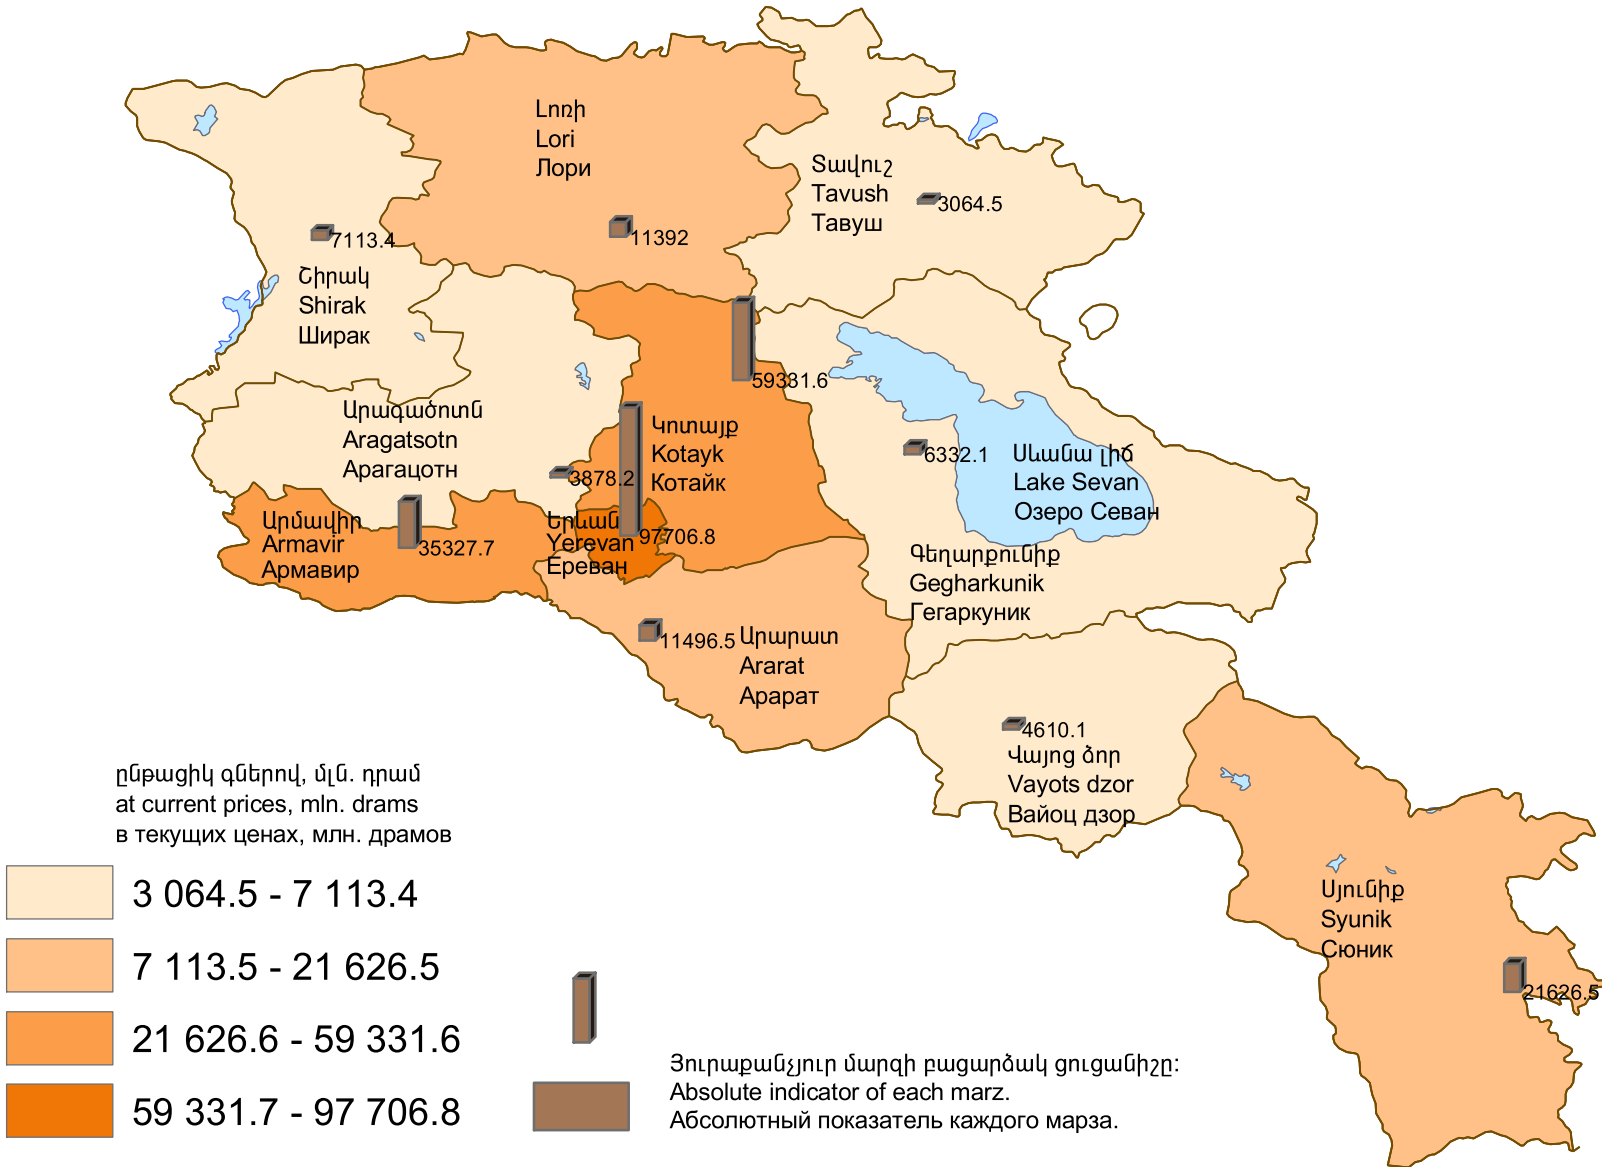 Լոռի
Lori
Лори
Տավուշ
Tavush
Тавуш
3064.5
7113.4
11392
Շիրակ
Shirak
Ширак
59331.6
Արագածոտն
Aragatsotn
Арагацотн
Կոտայք
Kotayk
Котайк
3878.2
6332.1
Սևանա լիճ
Lake Sevan
Озеро Севан
Արմավիր
Armavir
Армавир
35327.7
Երևան
Yerevan
Ереван
97706.8
Գեղարքունիք
Gegharkunik
Гегаркуник
11496.5
Արարատ
Ararat
Арарат
4610.1
Վայոց ձոր
Vayots dzor
Вайоц дзор
Սյունիք
Syunik
Сюник
21626.5
ընթացիկ գներով, մլն. դրամ
at current prices, mln. drams
в текущих ценах, млн. драмов
3 064.5 - 7 113.4
7 113.5 - 21 626.5
21 626.6 - 59 331.6
59 331.7 - 97 706.8
Յուրաքանչյուր մարզի բացարձակ ցուցանիշը:
Absolute indicator of each marz.
Абсолютный показатель каждого марза.